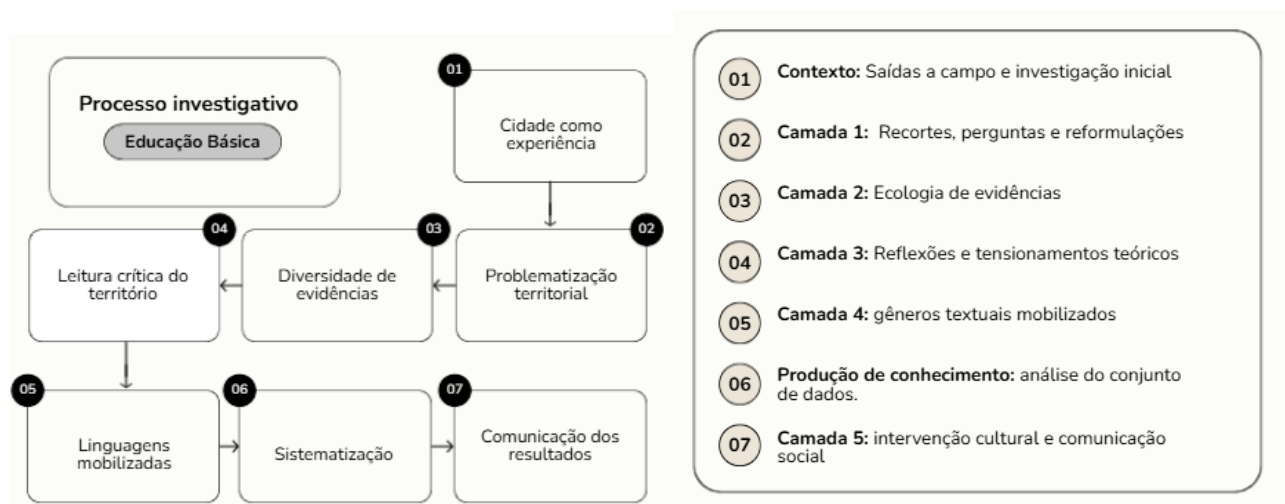 Processo investigativo
Educação Básica
01
Cidade como
experiência
02
Problematização
territorial
03
Diversidade de
evidências
04
Leitura crítica do
território
05
Linguagens
mobilizadas
06
Sistematização
07
Comunicação dos
resultados
01 Contexto: Saídas a campo e investigação inicial
02 Camada 1: Recortes, perguntas e reformulações
03 Camada 2: Ecologia de evidências
04 Camada 3: Reflexões e tensionamentos teóricos
05 Camada 4: gêneros textuais mobilizados
06 Produção de conhecimento: análise do conjunto
de dados.
07 Camada 5: intervenção cultural e comunicação
social